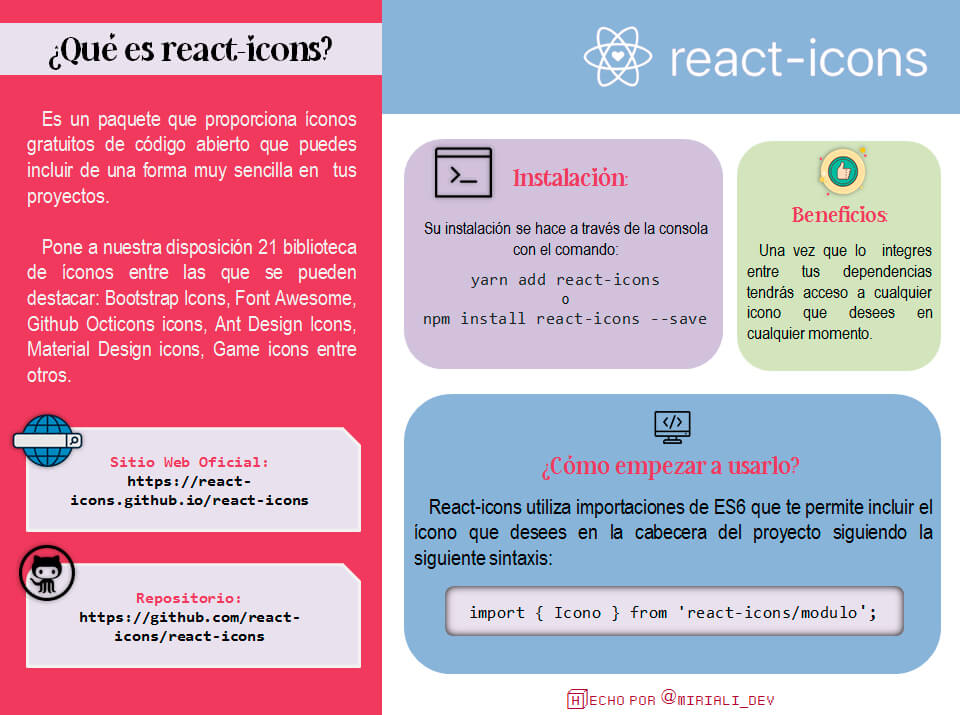 ¿Qué es react-icons?
Es un paquete que proporciona íconos
gratuitos de código abierto que puedes
incluir de una forma muy sencilla en tus
proyectos.
Pone a nuestra disposición 21 biblioteca
de íconos entre las que se pueden
destacar: Bootstrap Icons, Font Awesome,
Github Octicons icons, Ant Design Icons,
Material Design icons, Game icons entre
otros.
Sitio Web Oficial:
https://react-
icons.github.io/react-icons
Repositorio:
https://github.com/react-
icons/react-icons
react-icons
Instalación:
Su instalación se hace a través de la consola
con el comando:
yarn add react-icons
o
npm install react-icons --save
Beneficios:
Una vez que lo integres
entre tus dependencias
tendrás acceso a cualquier
icono que desees en
cualquier momento.
¿Cómo empezar a usarlo?
React-icons utiliza importaciones de ES6 que te permite incluir el
ícono que desees en la cabecera del proyecto siguiendo la
siguiente sintaxis:
import { Icono } from 'react-icons/modulo';
HECHO POR @MIRIALI_DEV